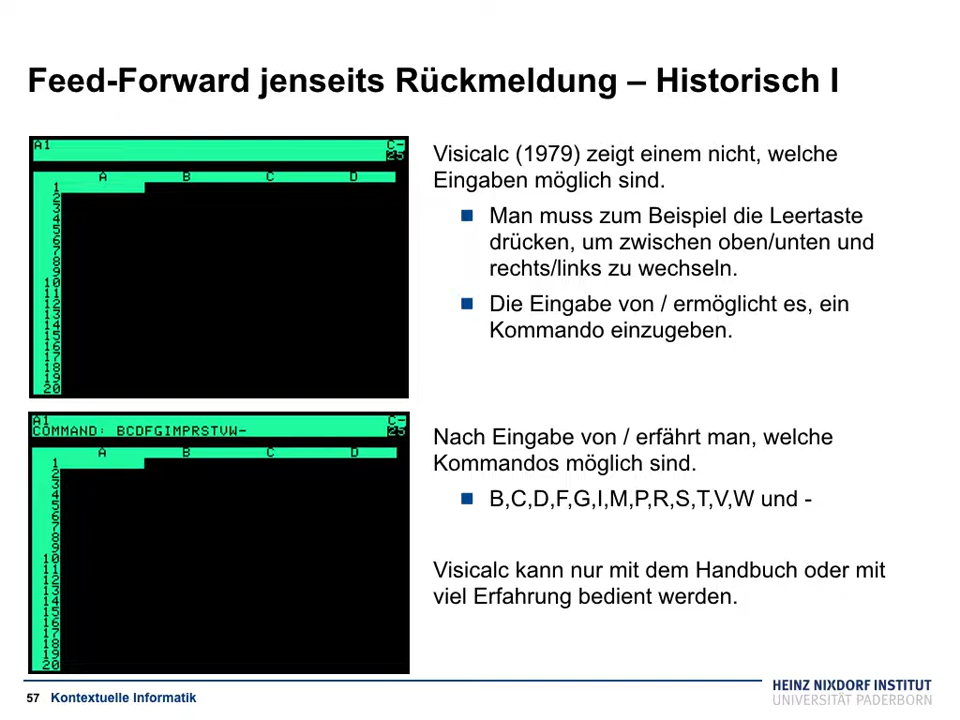 Feed-Forward jenseits Rückmeldung – Historisch I
A1 C-
25
A B C D
1
2
3
4
5
6
7
8
9
10
11
12
13
14
15
16
17
18
19
20
Visicalc (1979) zeigt einem nicht, welche
Eingaben möglich sind.
Man muss zum Beispiel die Leertaste
drücken, um zwischen oben/unten und
rechts/links zu wechseln.
Die Eingabe von / ermöglicht es, ein
Kommando einzugeben.
A1 C-
COMMAND: BCDFGIMPRSTVW- 25
A B C D
1
2
3
4
5
6
7
8
9
10
11
12
13
14
15
16
17
18
19
20
Nach Eingabe von / erfährt man, welche
Kommandos möglich sind.
B,C,D,F,G,I,M,P,R,S,T,V,W und -
Visicalc kann nur mit dem Handbuch oder mit
viel Erfahrung bedient werden.
57 Kontextuelle Informatik
HEINZ NIXDORF INSTITUT
UNIVERSITÄT PADERBORN